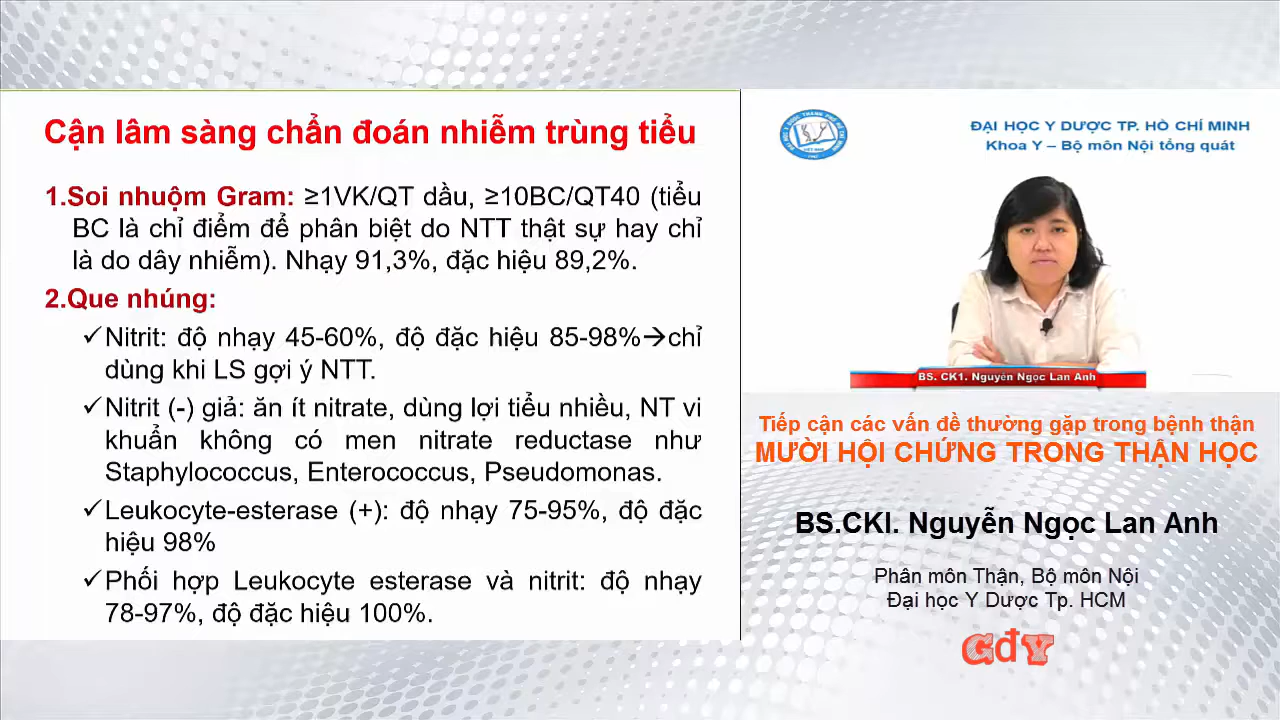 Cận lâm sàng chẩn đoán nhiễm trùng tiểu
1.Soi nhuộm Gram: ≥1VK/QT dầu, ≥10BC/QT40 (tiểu
BC là chỉ điểm để phân biệt do NTT thật sự hay chỉ
là do dây nhiễm). Nhạy 91,3%, đặc hiệu 89,2%.
2.Que nhúng:
✓Nitrit: độ nhạy 45-60%, độ đặc hiệu 85-98%→chỉ
dùng khi LS gợi ý NTT.
✓Nitrit (-) giả: ăn ít nitrate, dùng lợi tiểu nhiều, NT vi
khuẩn không có men nitrate reductase như
Staphylococcus, Enterococcus, Pseudomonas.
✓Leukocyte-esterase (+): độ nhạy 75-95%, độ đặc
hiệu 98%
✓Phối hợp Leukocyte esterase và nitrit: độ nhạy
78-97%, độ đặc hiệu 100%.
ĐẠI HỌC Y DƯỢC TP. HỒ CHÍ MINH
Khoa Y – Bộ môn Nội tổng quát
BS. CK1. Nguyễn Ngọc Lan Anh
Tiếp cận các vấn đề thường gặp trong bệnh thận
MƯỜI HỘI CHỨNG TRONG THẬN HỌC
BS.CKI. Nguyễn Ngọc Lan Anh
Phân môn Thận, Bộ môn Nội
Đại học Y Dược Tp. HCM
GđY